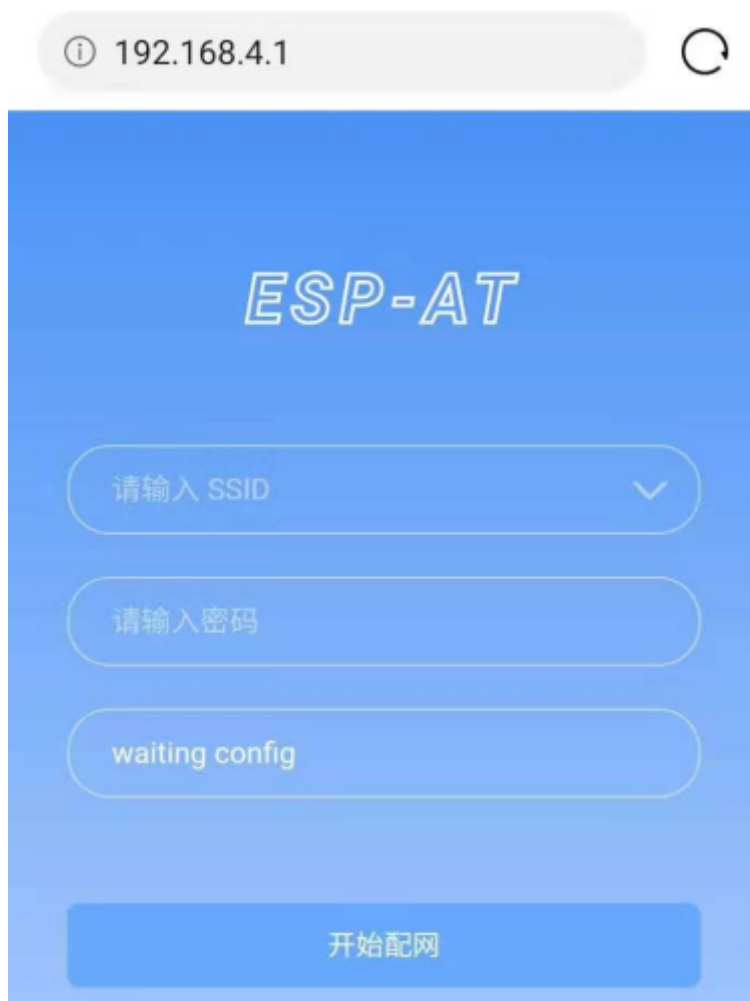 192.168.4.1
ESP-AT
请输入 SSID
请输入密码
waiting config
开始配网